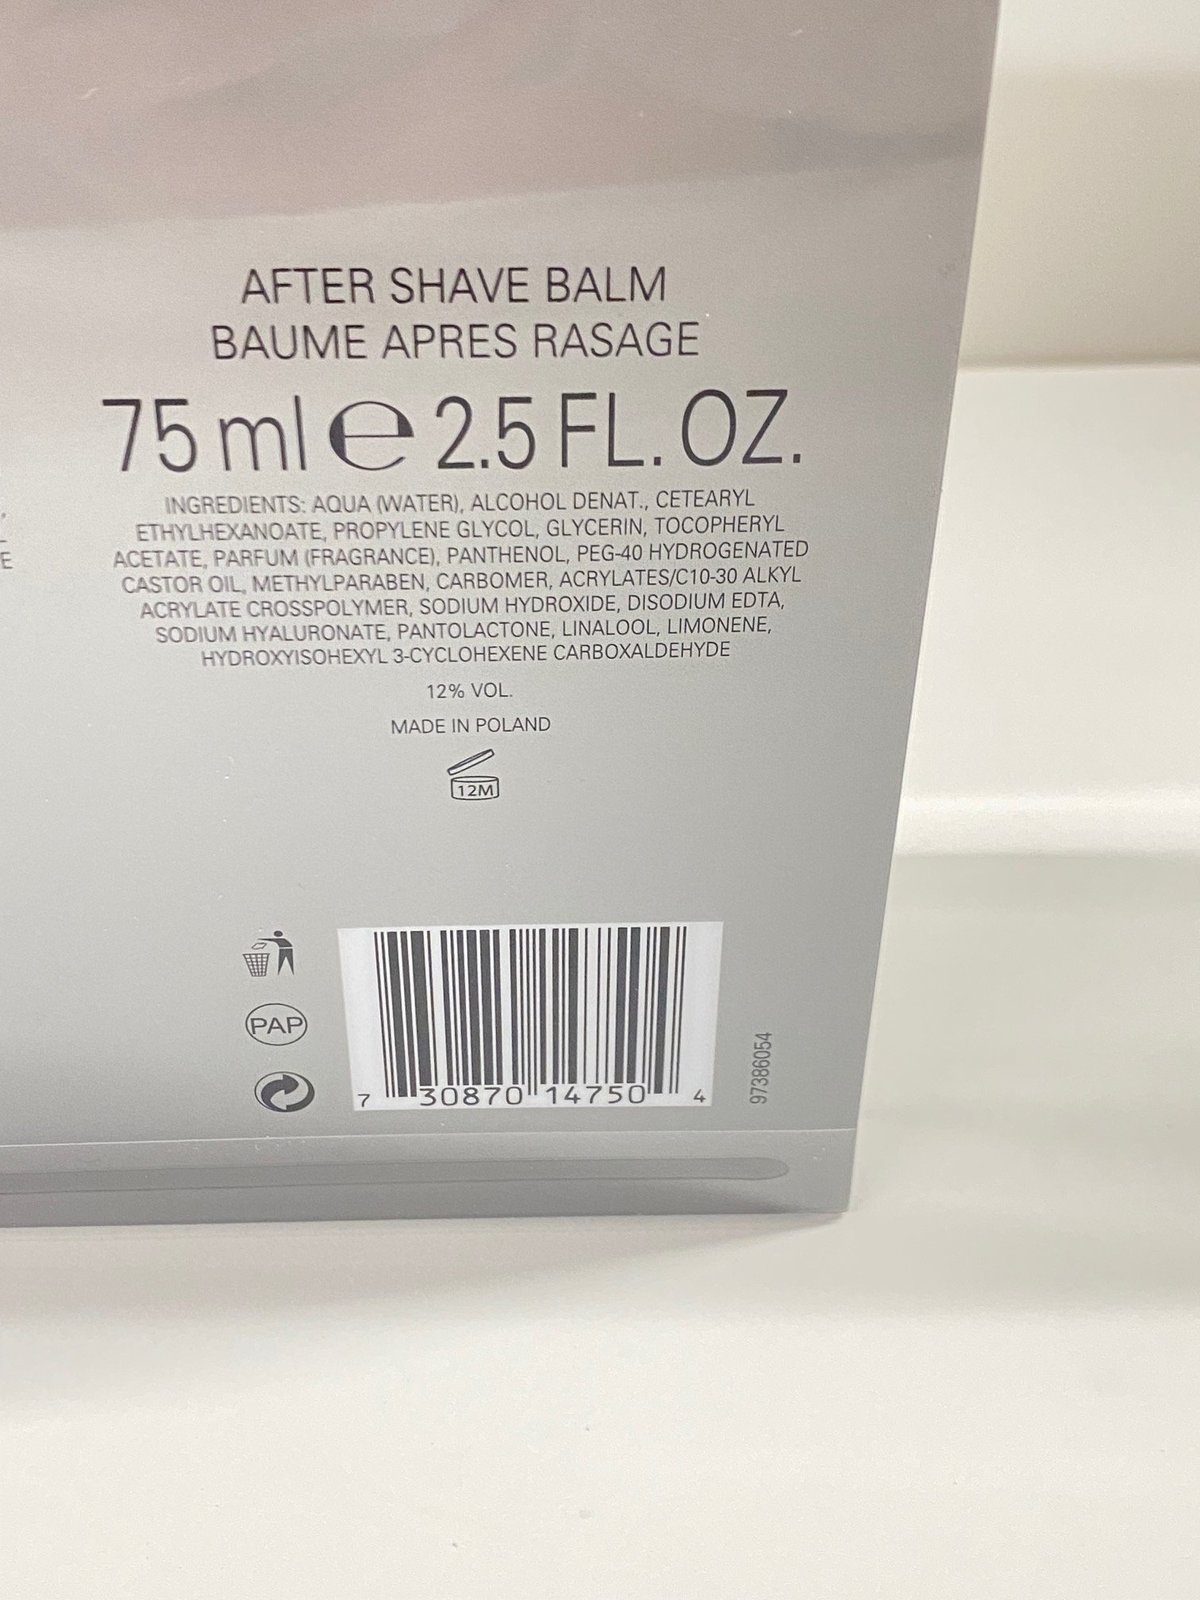 AFTER SHAVE BALM
BAUME APRES RASAGE
75 ml e 2.5 FL. OZ.
INGREDIENTS: AQUA (WATER), ALCOHOL DENAT., CETEARYL
ETHYLHEXANOATE, PROPYLENE GLYCOL, GLYCERIN, TOCOPHERYL
ACETATE, PARFUM (FRAGRANCE), PANTHENOL, PEG-40 HYDROGENATED
CASTOR OIL, METHYLPARABEN, CARBOMER, ACRYLATES/C10-30 ALKYL
ACRYLATE CROSSPOLYMER, SODIUM HYDROXIDE, DISODIUM EDTA,
SODIUM HYALURONATE, PANTOLACTONE, LINALOOL, LIMONENE,
HYDROXYISOHEXYL 3-CYCLOHEXENE CARBOXALDEHYDE
12% VOL.
MADE IN POLAND
12M
PAP
7 30870 14750 4
97386054